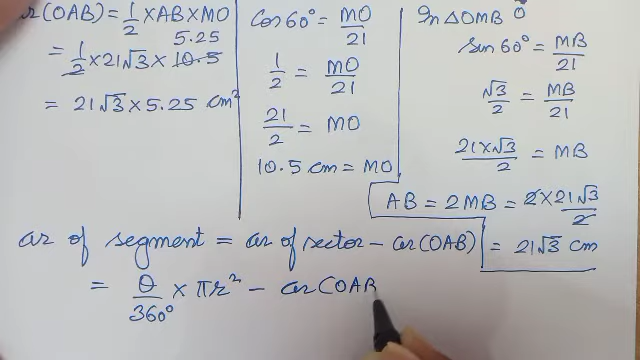 ar(OAB) = 1/2 × AB × MO
5.25
= 1/2 × 21√3 × 10.5
= 21√3 × 5.25 cm²
Cos 60° = MO/21
1/2 = MO/21
21/2 = MO
10.5 cm = MO
In △OMB
Sin 60° = MB/21
√3/2 = MB/21
21×√3/2 = MB
AB = 2MB = 2×21√3/2
= 21√3 cm
ar of segment = ar of sector - ar(OAB)
= θ/360° × πr² - ar(OAB